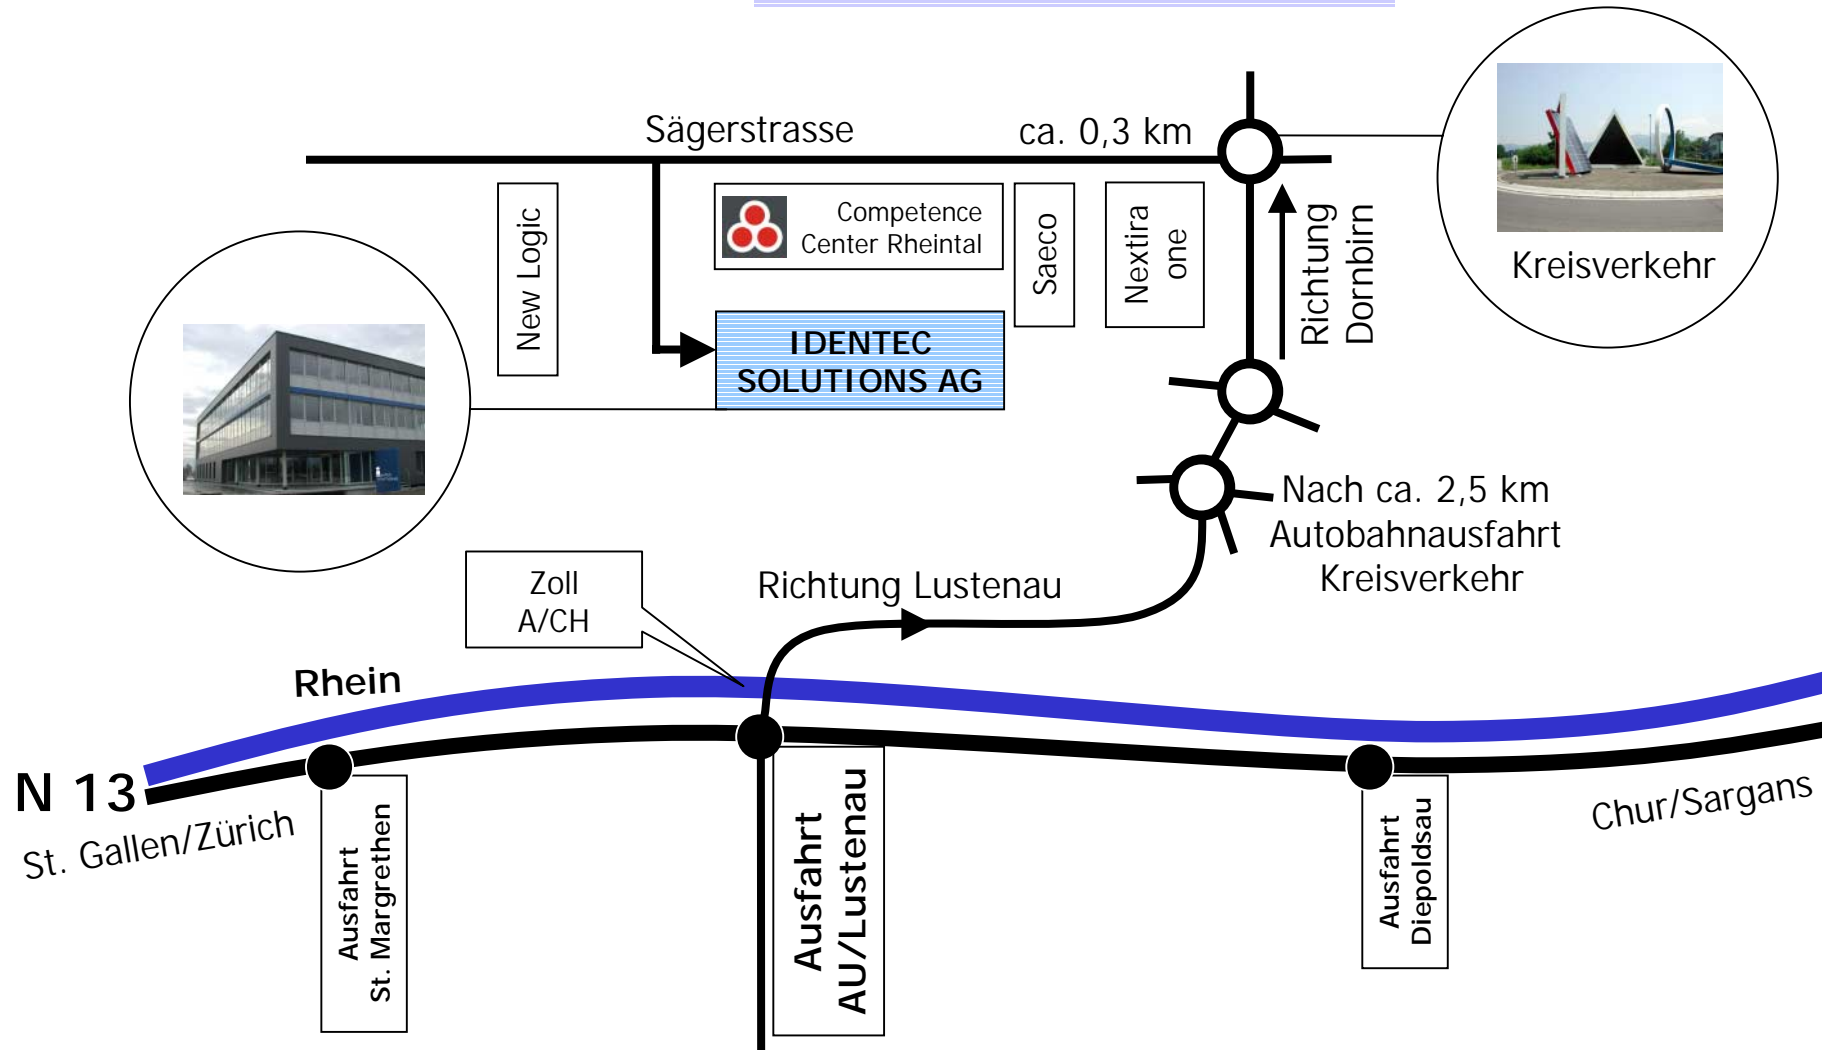 Sägerstrasse
ca. 0,3 km
New Logic
Competence
Center Rheintal
Saeco
Nextira
one
Richtung
Dornbirn
Kreisverkehr
IDENTEC
SOLUTIONS AG
Nach ca. 2,5 km
Autobahnausfahrt
Kreisverkehr
Zoll
A/CH
Richtung Lustenau
Rhein
N 13
St. Gallen/Zürich
Chur/Sargans
Ausfahrt
St. Margrethen
Ausfahrt
AU/Lustenau
Ausfahrt
Diepoldsau